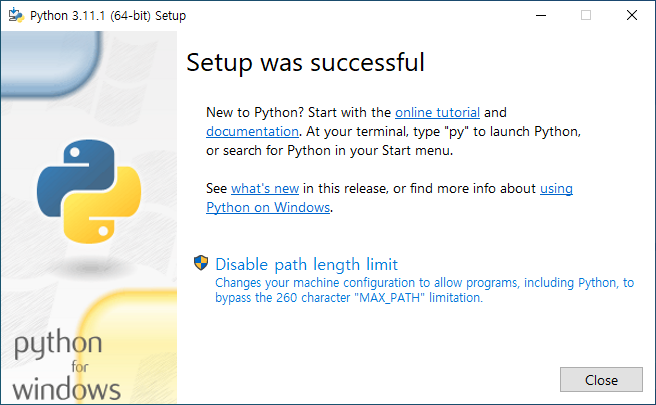 Python 3.11.1 (64-bit) Setup
Setup was successful
New to Python? Start with the online tutorial and
documentation. At your terminal, type "py" to launch Python,
or search for Python in your Start menu.
See what's new in this release, or find more info about using
Python on Windows.
Disable path length limit
Changes your machine configuration to allow programs, including Python, to
bypass the 260 character "MAX_PATH" limitation.
python
for
windows
Close